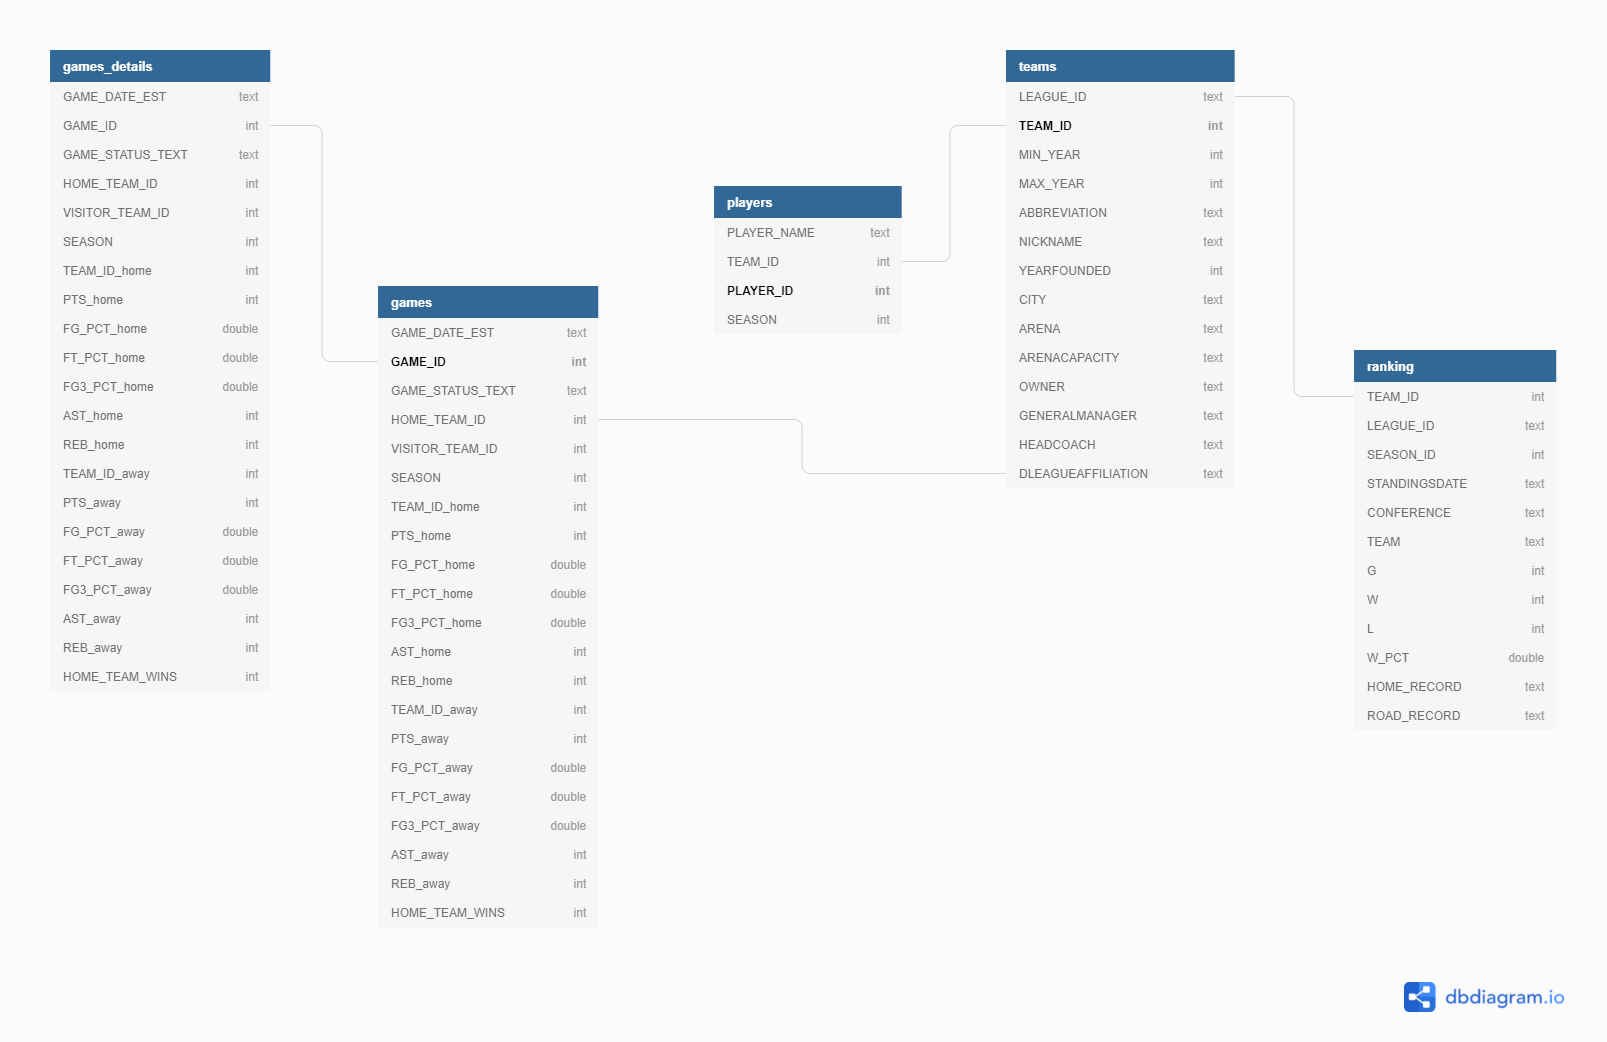 games_details
GAME_DATE_EST text
GAME_ID int
GAME_STATUS_TEXT text
HOME_TEAM_ID int
VISITOR_TEAM_ID int
SEASON int
TEAM_ID_home int
PTS_home int
FG_PCT_home double
FT_PCT_home double
FG3_PCT_home double
AST_home int
REB_home int
TEAM_ID_away int
PTS_away int
FG_PCT_away double
FT_PCT_away double
FG3_PCT_away double
AST_away int
REB_away int
HOME_TEAM_WINS int
games
GAME_DATE_EST text
GAME_ID int
GAME_STATUS_TEXT text
HOME_TEAM_ID int
VISITOR_TEAM_ID int
SEASON int
TEAM_ID_home int
PTS_home int
FG_PCT_home double
FT_PCT_home double
FG3_PCT_home double
AST_home int
REB_home int
TEAM_ID_away int
PTS_away int
FG_PCT_away double
FT_PCT_away double
FG3_PCT_away double
AST_away int
REB_away int
HOME_TEAM_WINS int
players
PLAYER_NAME text
TEAM_ID int
PLAYER_ID int
SEASON int
teams
LEAGUE_ID text
TEAM_ID int
MIN_YEAR int
MAX_YEAR int
ABBREVIATION text
NICKNAME text
YEARFOUNDED int
CITY text
ARENA text
ARENACAPACITY text
OWNER text
GENERALMANAGER text
HEADCOACH text
DLEAGUEAFFILIATION text
ranking
TEAM_ID int
LEAGUE_ID text
SEASON_ID int
STANDINGSDATE text
CONFERENCE text
TEAM text
G int
W int
L int
W_PCT double
HOME_RECORD text
ROAD_RECORD text
dbdiagram.io